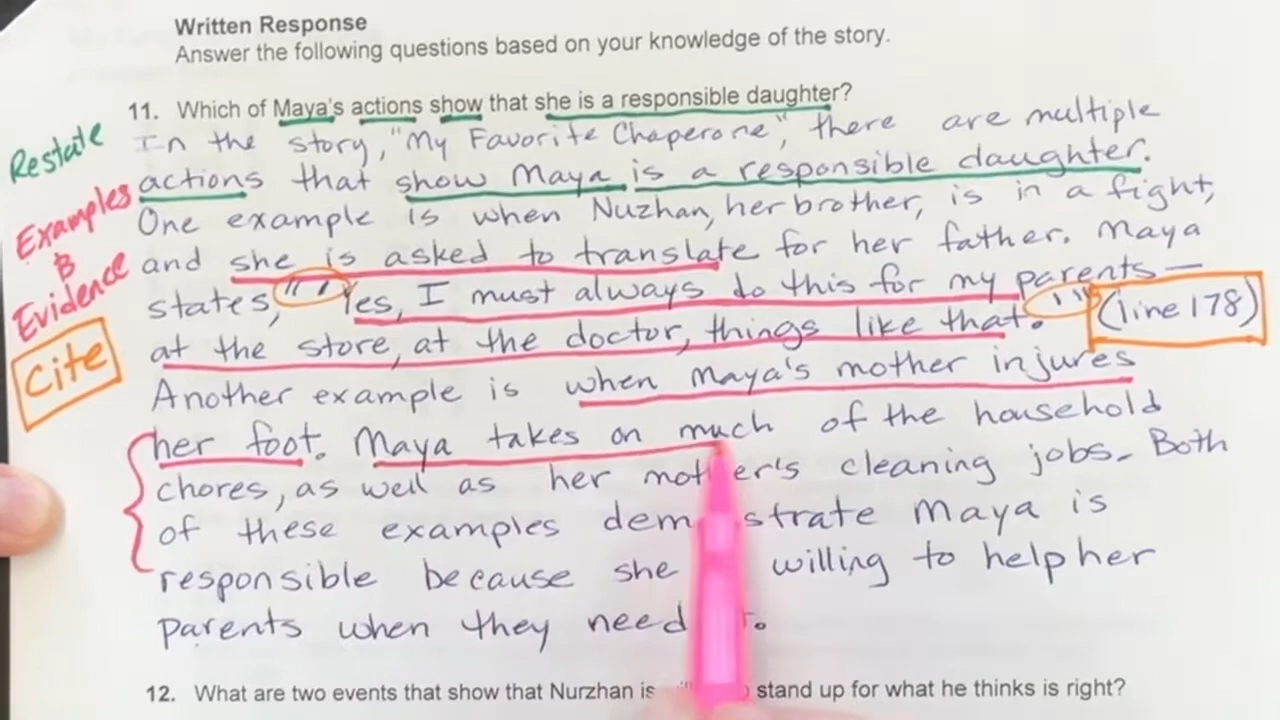 Written Response
Answer the following questions based on your knowledge of the story.
11. Which of Maya's actions show that she is a responsible daughter?
Restate
In the story, "My Favorite Chaperone", there are multiple
actions that show Maya is a responsible daughter.
Examples
&
Evidence
One example is when Nuzhan, her brother, is in a fight,
and she is asked to translate for her father. Maya
states, "'Yes, I must always do this for my parents—
at the store, at the doctor, things like that.'" (line 178)
Cite
Another example is when Maya's mother injures
her foot. Maya takes on much of the household
chores, as well as her mother's cleaning jobs. Both
of these examples dem strate Maya is
responsible because she willing to help her
parents when they need .
12. What are two events that show that Nurzhan is stand up for what he thinks is right?